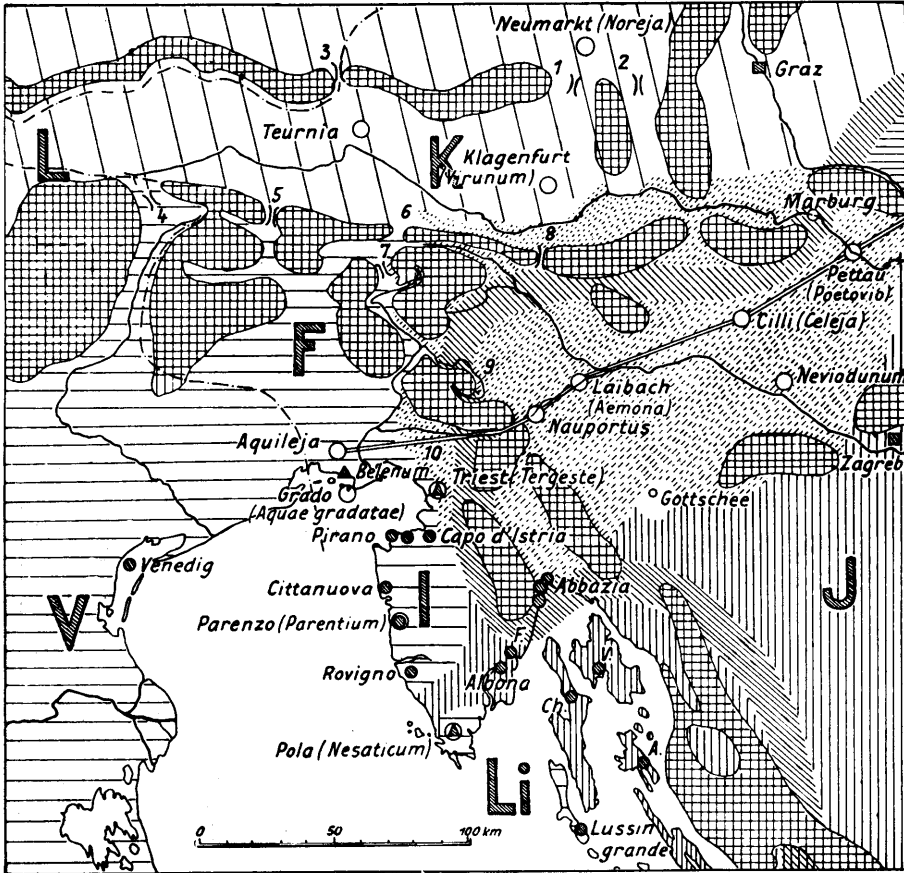 Neumarkt (Noreja)
3
1
2
Graz
Teurnia
L
K
Klagenfurt
(Virunum)
4
5
6
7
8
Marburg
Pettau
(Poetovio)
F
Cilli (Celeja)
9
Laibach
(Aemona)
Neviodunum
Nauportus
Aquileja
10
Zagreb
Belenum
Triest (Tergeste)
Grado
(Aquae gradatae)
Gottschee
Pirano
Capo d'Istria
Venedig
Cittanuova
I
Abbazia
J
V
Parenzo (Parentium)
F.
V.
Rovigno
Albona
Ch.
Pola (Nesaticum)
A.
Li
0 50 100 km
Lussin
grande